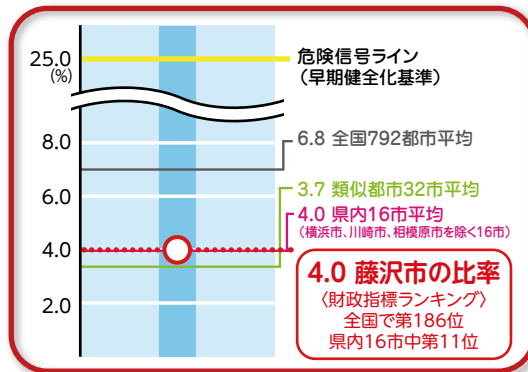 25.0
(%)
8.0
6.0
4.0
2.0
危険信号ライン
(早期健全化基準)
6.8 全国792都市平均
3.7 類似都市32市平均
4.0 県内16市平均
(横浜市、川崎市、相模原市を除く16市)
4.0 藤沢市の比率
〈財政指標ランキング〉
全国で第186位
県内16市中第11位